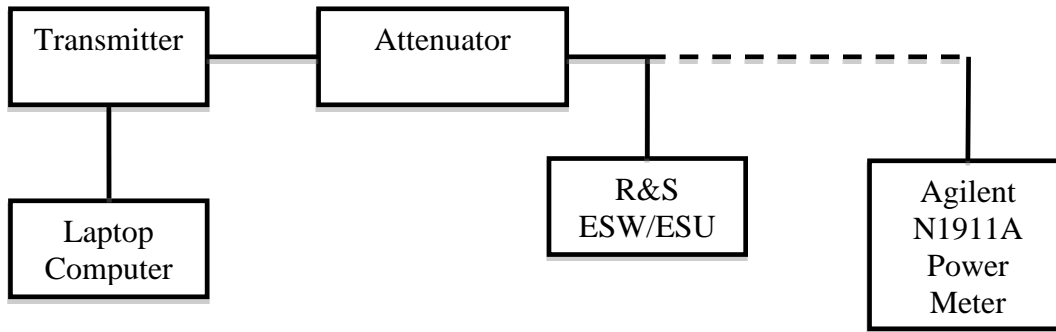 Transmitter
Attenuator
Laptop
Computer
R&S
ESW/ESU
Agilent
N1911A
Power
Meter